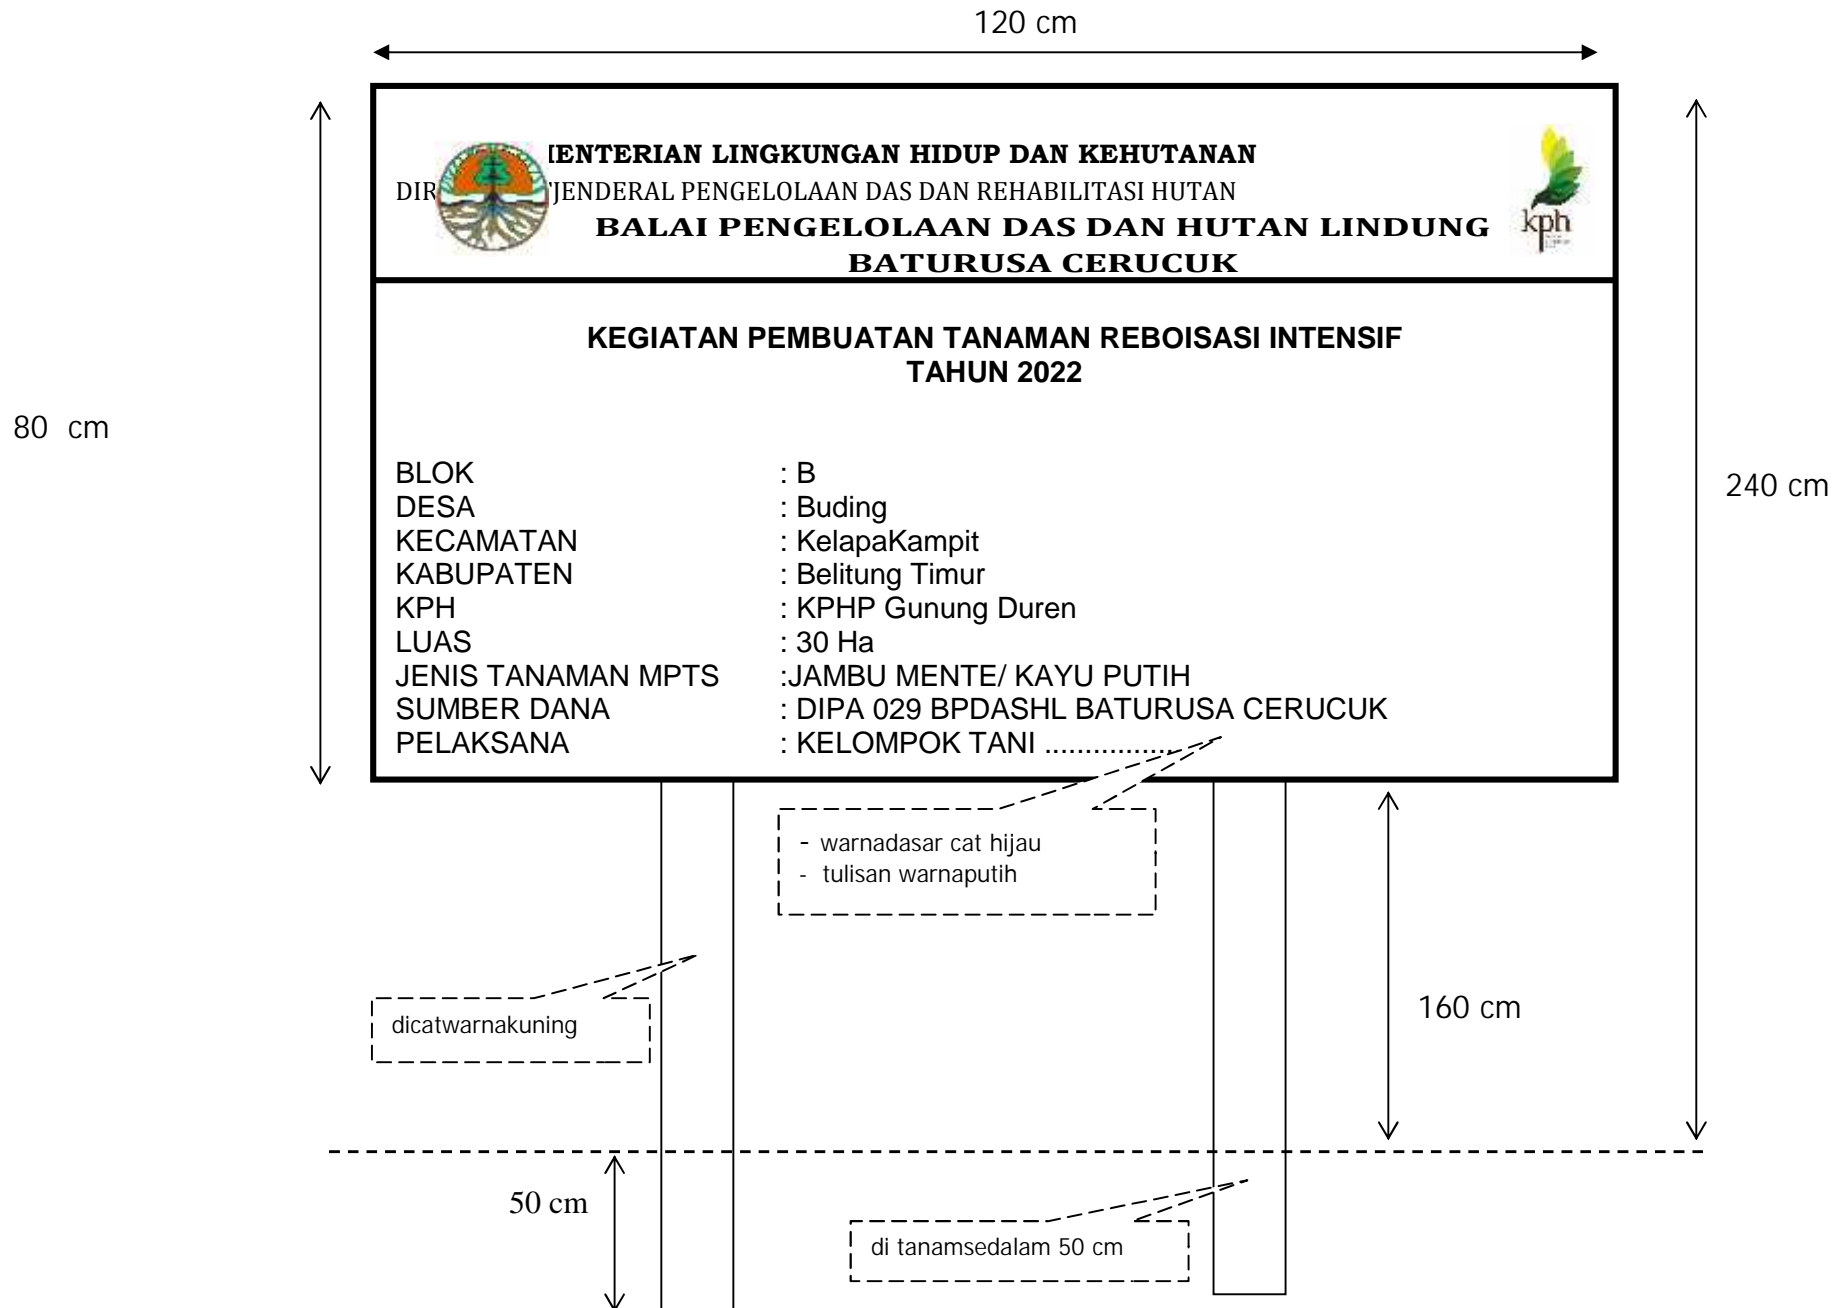 120 cm
IENTERIAN LINGKUNGAN HIDUP DAN KEHUTANAN
DIR JENDERAL PENGELOLAAN DAS DAN REHABILITASI HUTAN
BALAI PENGELOLAAN DAS DAN HUTAN LINDUNG
BATURUSA CERUCUK
kph
KEGIATAN PEMBUATAN TANAMAN REBOISASI INTENSIF
TAHUN 2022
80 cm
240 cm
BLOK : B
DESA : Buding
KECAMATAN : KelapaKampit
KABUPATEN : Belitung Timur
KPH : KPHP Gunung Duren
LUAS : 30 Ha
JENIS TANAMAN MPTS :JAMBU MENTE/ KAYU PUTIH
SUMBER DANA : DIPA 029 BPDASHL BATURUSA CERUCUK
PELAKSANA : KELOMPOK TANI ................
- warnadasar cat hijau
- tulisan warnaputih
dicatwarnakuning
160 cm
50 cm
di tanamsedalam 50 cm